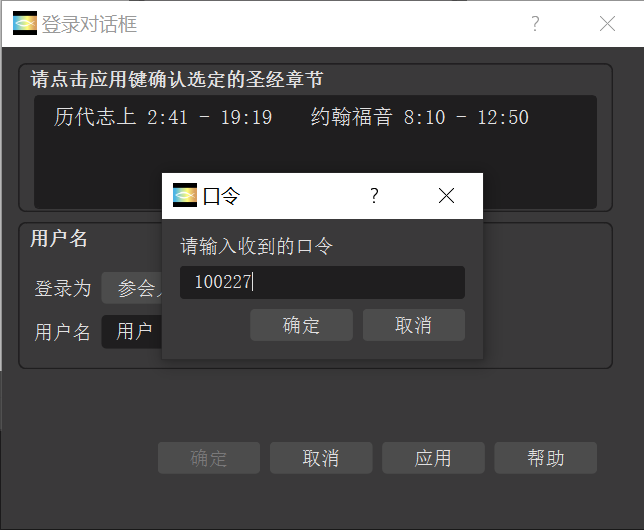 登录对话框
请点击应用键确认选定的圣经章节
历代志上 2:41 - 19:19 约翰福音 8:10 - 12:50
口令
请输入收到的口令
100227
确定 取消
用户名
登录为 参会
用户名 用户
确定 取消 应用 帮助